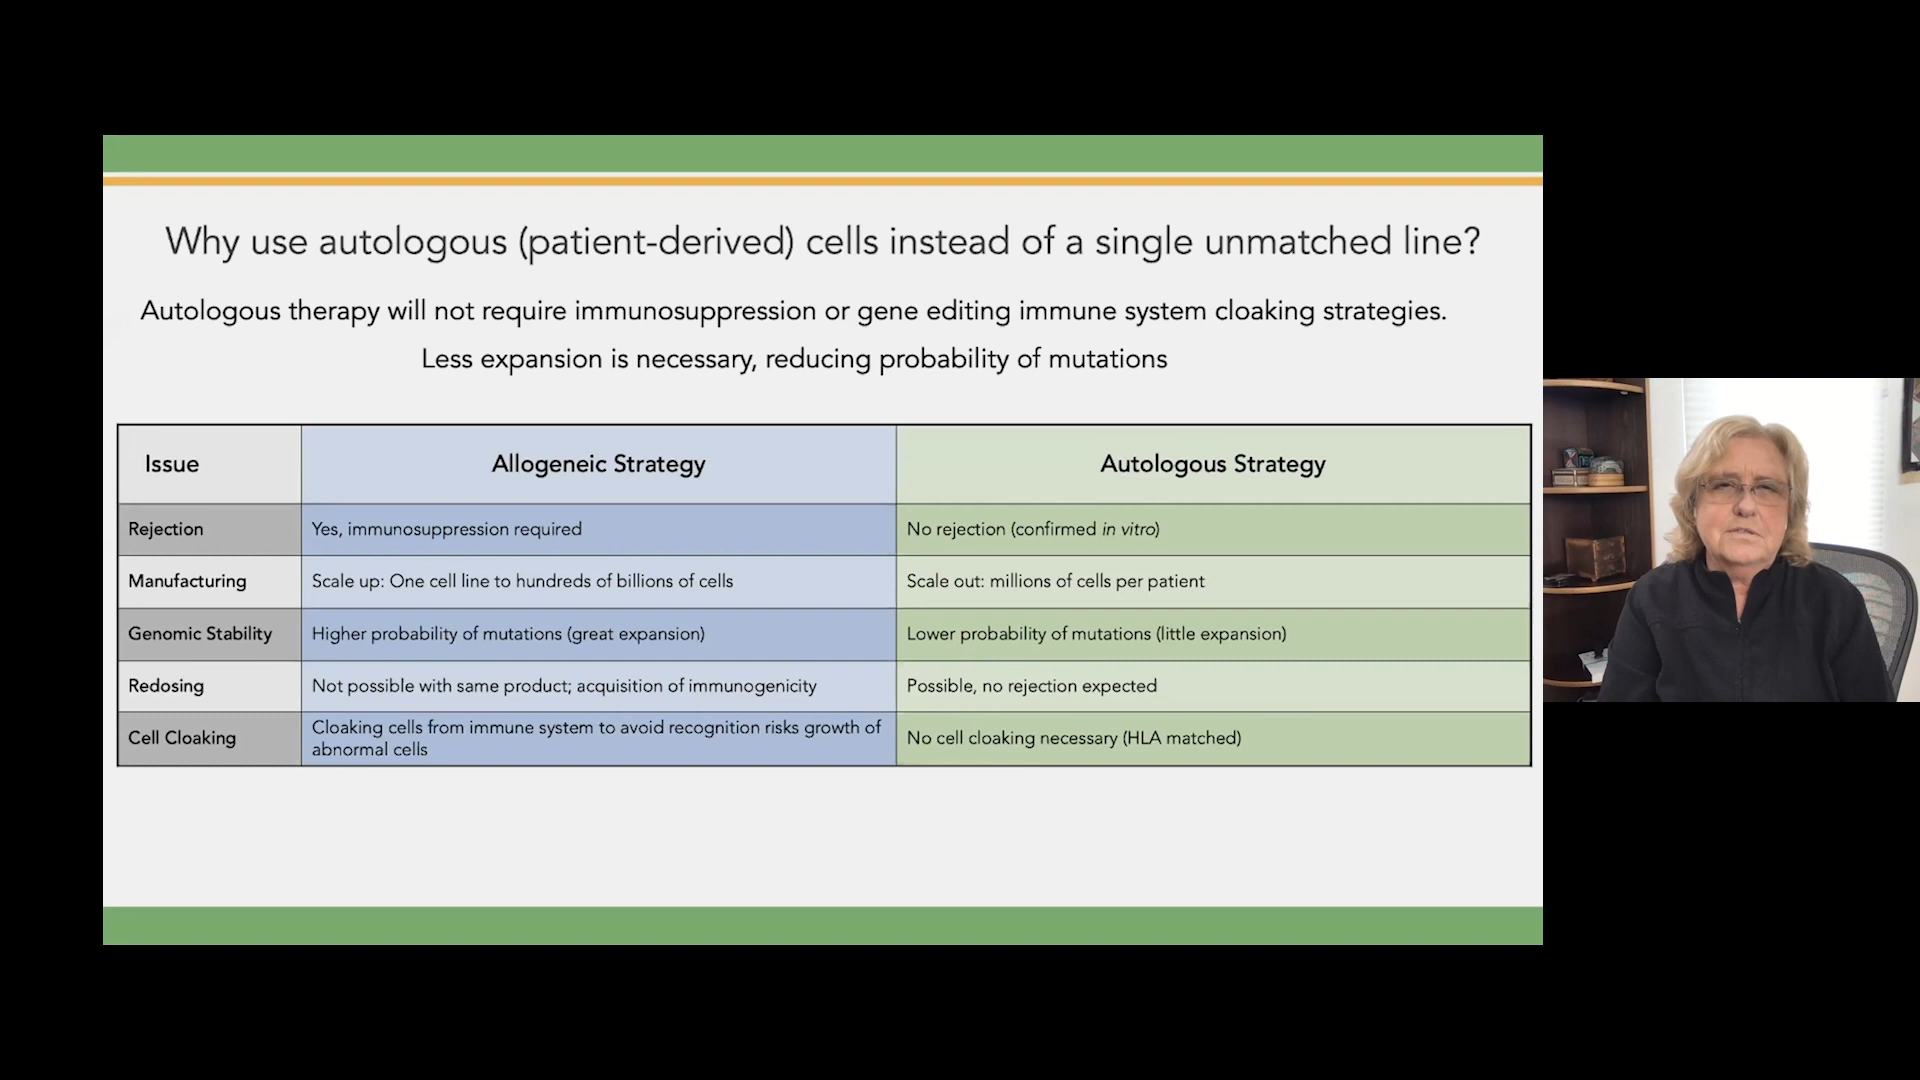 Why use autologous (patient-derived) cells instead of a single unmatched line?
Autologous therapy will not require immunosuppression or gene editing immune system cloaking strategies.
Less expansion is necessary, reducing probability of mutations
Issue
Allogeneic Strategy
Autologous Strategy
Rejection
Yes, immunosuppression required
No rejection (confirmed in vitro)
Manufacturing
Scale up: One cell line to hundreds of billions of cells
Scale out: millions of cells per patient
Genomic Stability
Higher probability of mutations (great expansion)
Lower probability of mutations (little expansion)
Redosing
Not possible with same product; acquisition of immunogenicity
Possible, no rejection expected
Cell Cloaking
Cloaking cells from immune system to avoid recognition risks growth of
abnormal cells
No cell cloaking necessary (HLA matched)